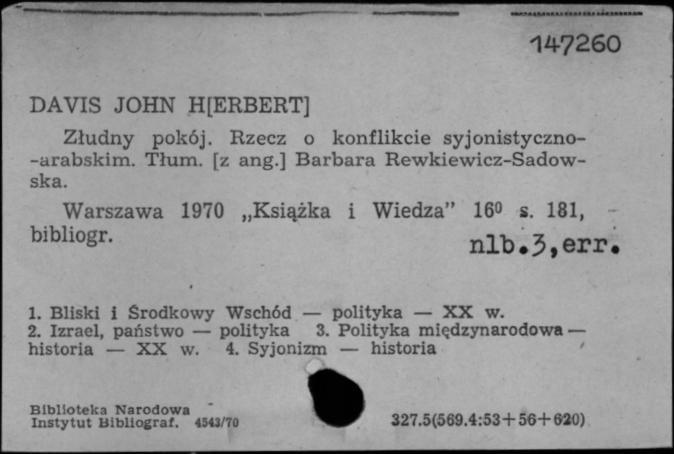 147260
DAVIS JOHN H[ERBERT]
Złudny pokój. Rzecz o konflikcie syjonistyczno-
-arabskim. Tłum. [z ang.] Barbara Rewkiewicz-Sadow-
ska.
Warszawa 1970 „Książka i Wiedza” 16⁰ s. 181,
bibliogr.
nlb.3,err.
1. Bliski i Środkowy Wschód — polityka — XX w.
2. Izrael, państwo — polityka 3. Polityka międzynarodowa —
historia — XX w. 4. Syjonizm — historia
Biblioteka Narodowa
Instytut Bibliograf. 4543/70
327.5(569.4:53+56+620)